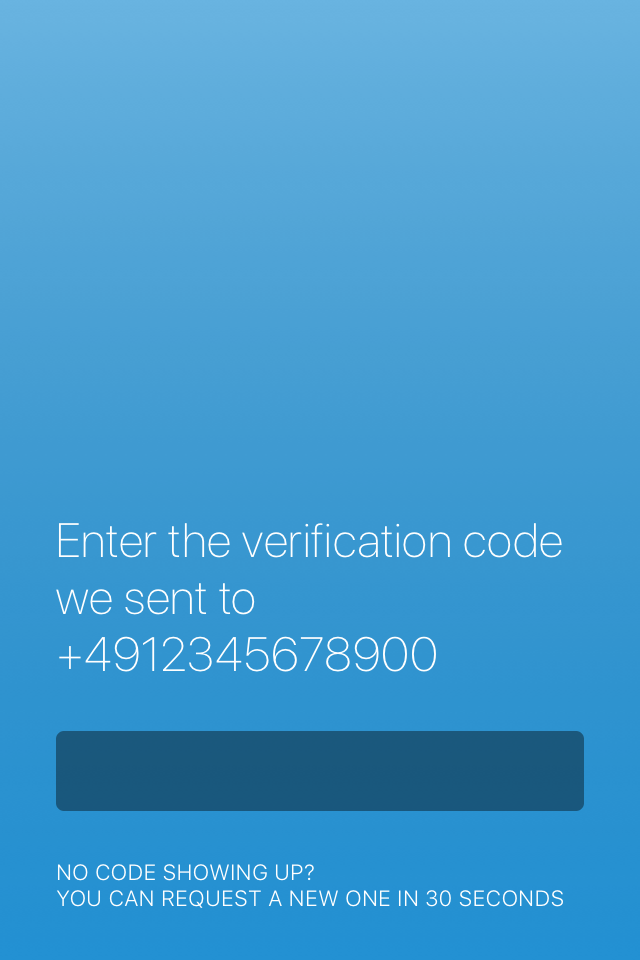 Enter the verification code
we sent to
+4912345678900
NO CODE SHOWING UP?
YOU CAN REQUEST A NEW ONE IN 30 SECONDS